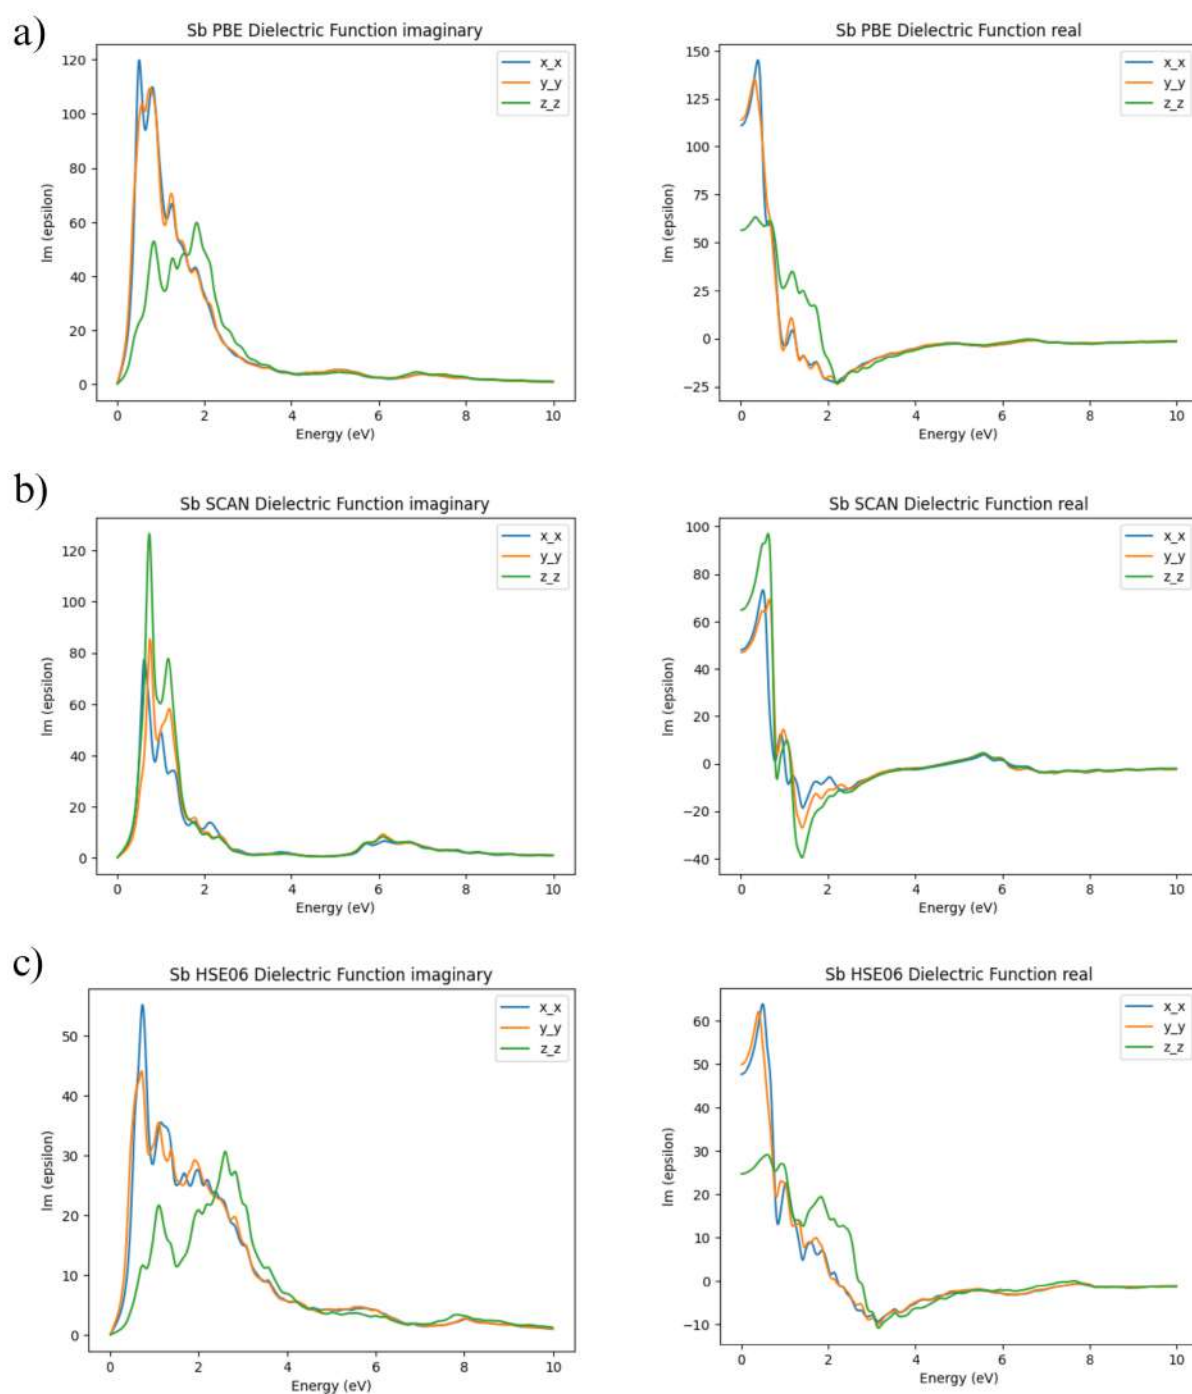 a)
Sb PBE Dielectric Function imaginary
Im (epsilon)
120
100
80
60
40
20
0
x_x
y_y
z_z
0 2 4 6 8 10
Energy (eV)
Sb PBE Dielectric Function real
Im (epsilon)
150
125
100
75
50
25
0
−25
x_x
y_y
z_z
0 2 4 6 8 10
Energy (eV)
b)
Sb SCAN Dielectric Function imaginary
Im (epsilon)
120
100
80
60
40
20
0
x_x
y_y
z_z
0 2 4 6 8 10
Energy (eV)
Sb SCAN Dielectric Function real
Im (epsilon)
100
80
60
40
20
0
−20
−40
x_x
y_y
z_z
0 2 4 6 8 10
Energy (eV)
c)
Sb HSE06 Dielectric Function imaginary
Im (epsilon)
50
40
30
20
10
0
x_x
y_y
z_z
0 2 4 6 8 10
Energy (eV)
Sb HSE06 Dielectric Function real
Im (epsilon)
60
50
40
30
20
10
0
−10
x_x
y_y
z_z
0 2 4 6 8 10
Energy (eV)